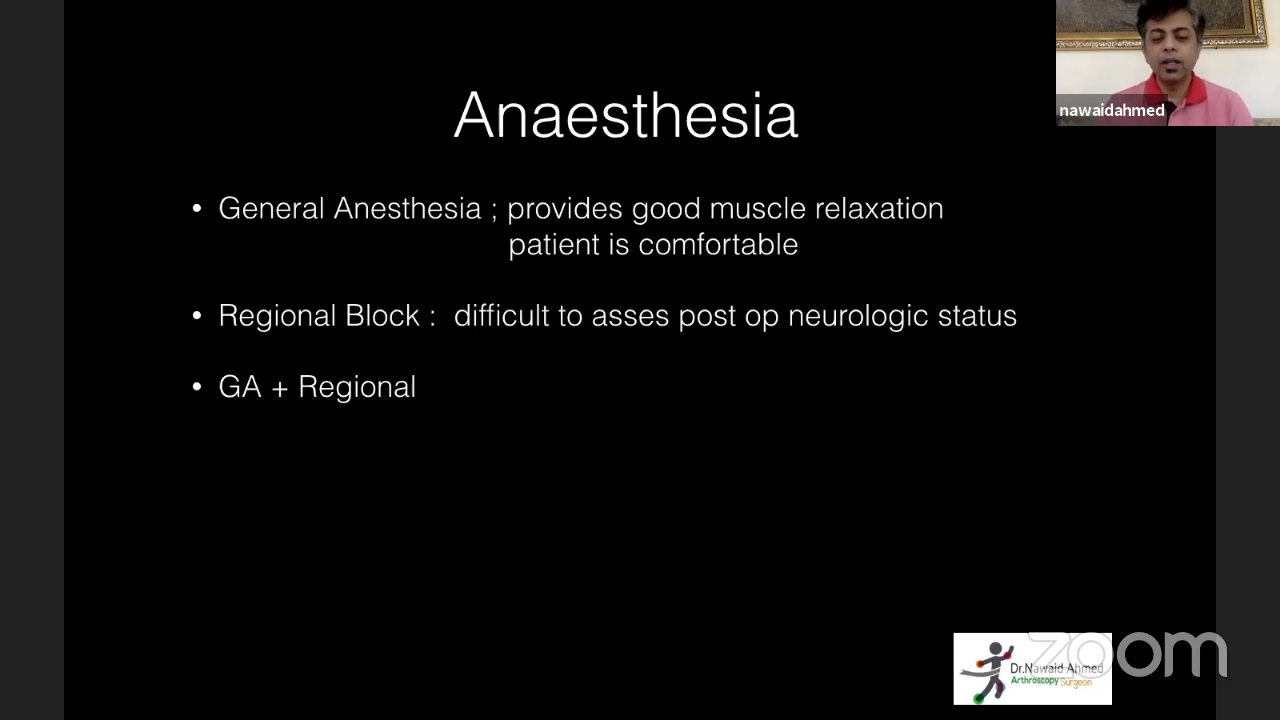 nawaidahmed
Anaesthesia
• General Anesthesia ; provides good muscle relaxation
patient is comfortable
• Regional Block : difficult to asses post op neurologic status
• GA + Regional
Dr.Nawaid Ahmed
Arthroscopy Surgeon
zoom